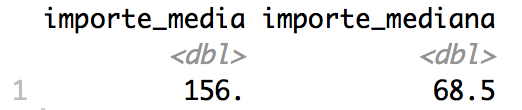 importe_media importe_mediana
<dbl> <dbl>
1 156. 68.5